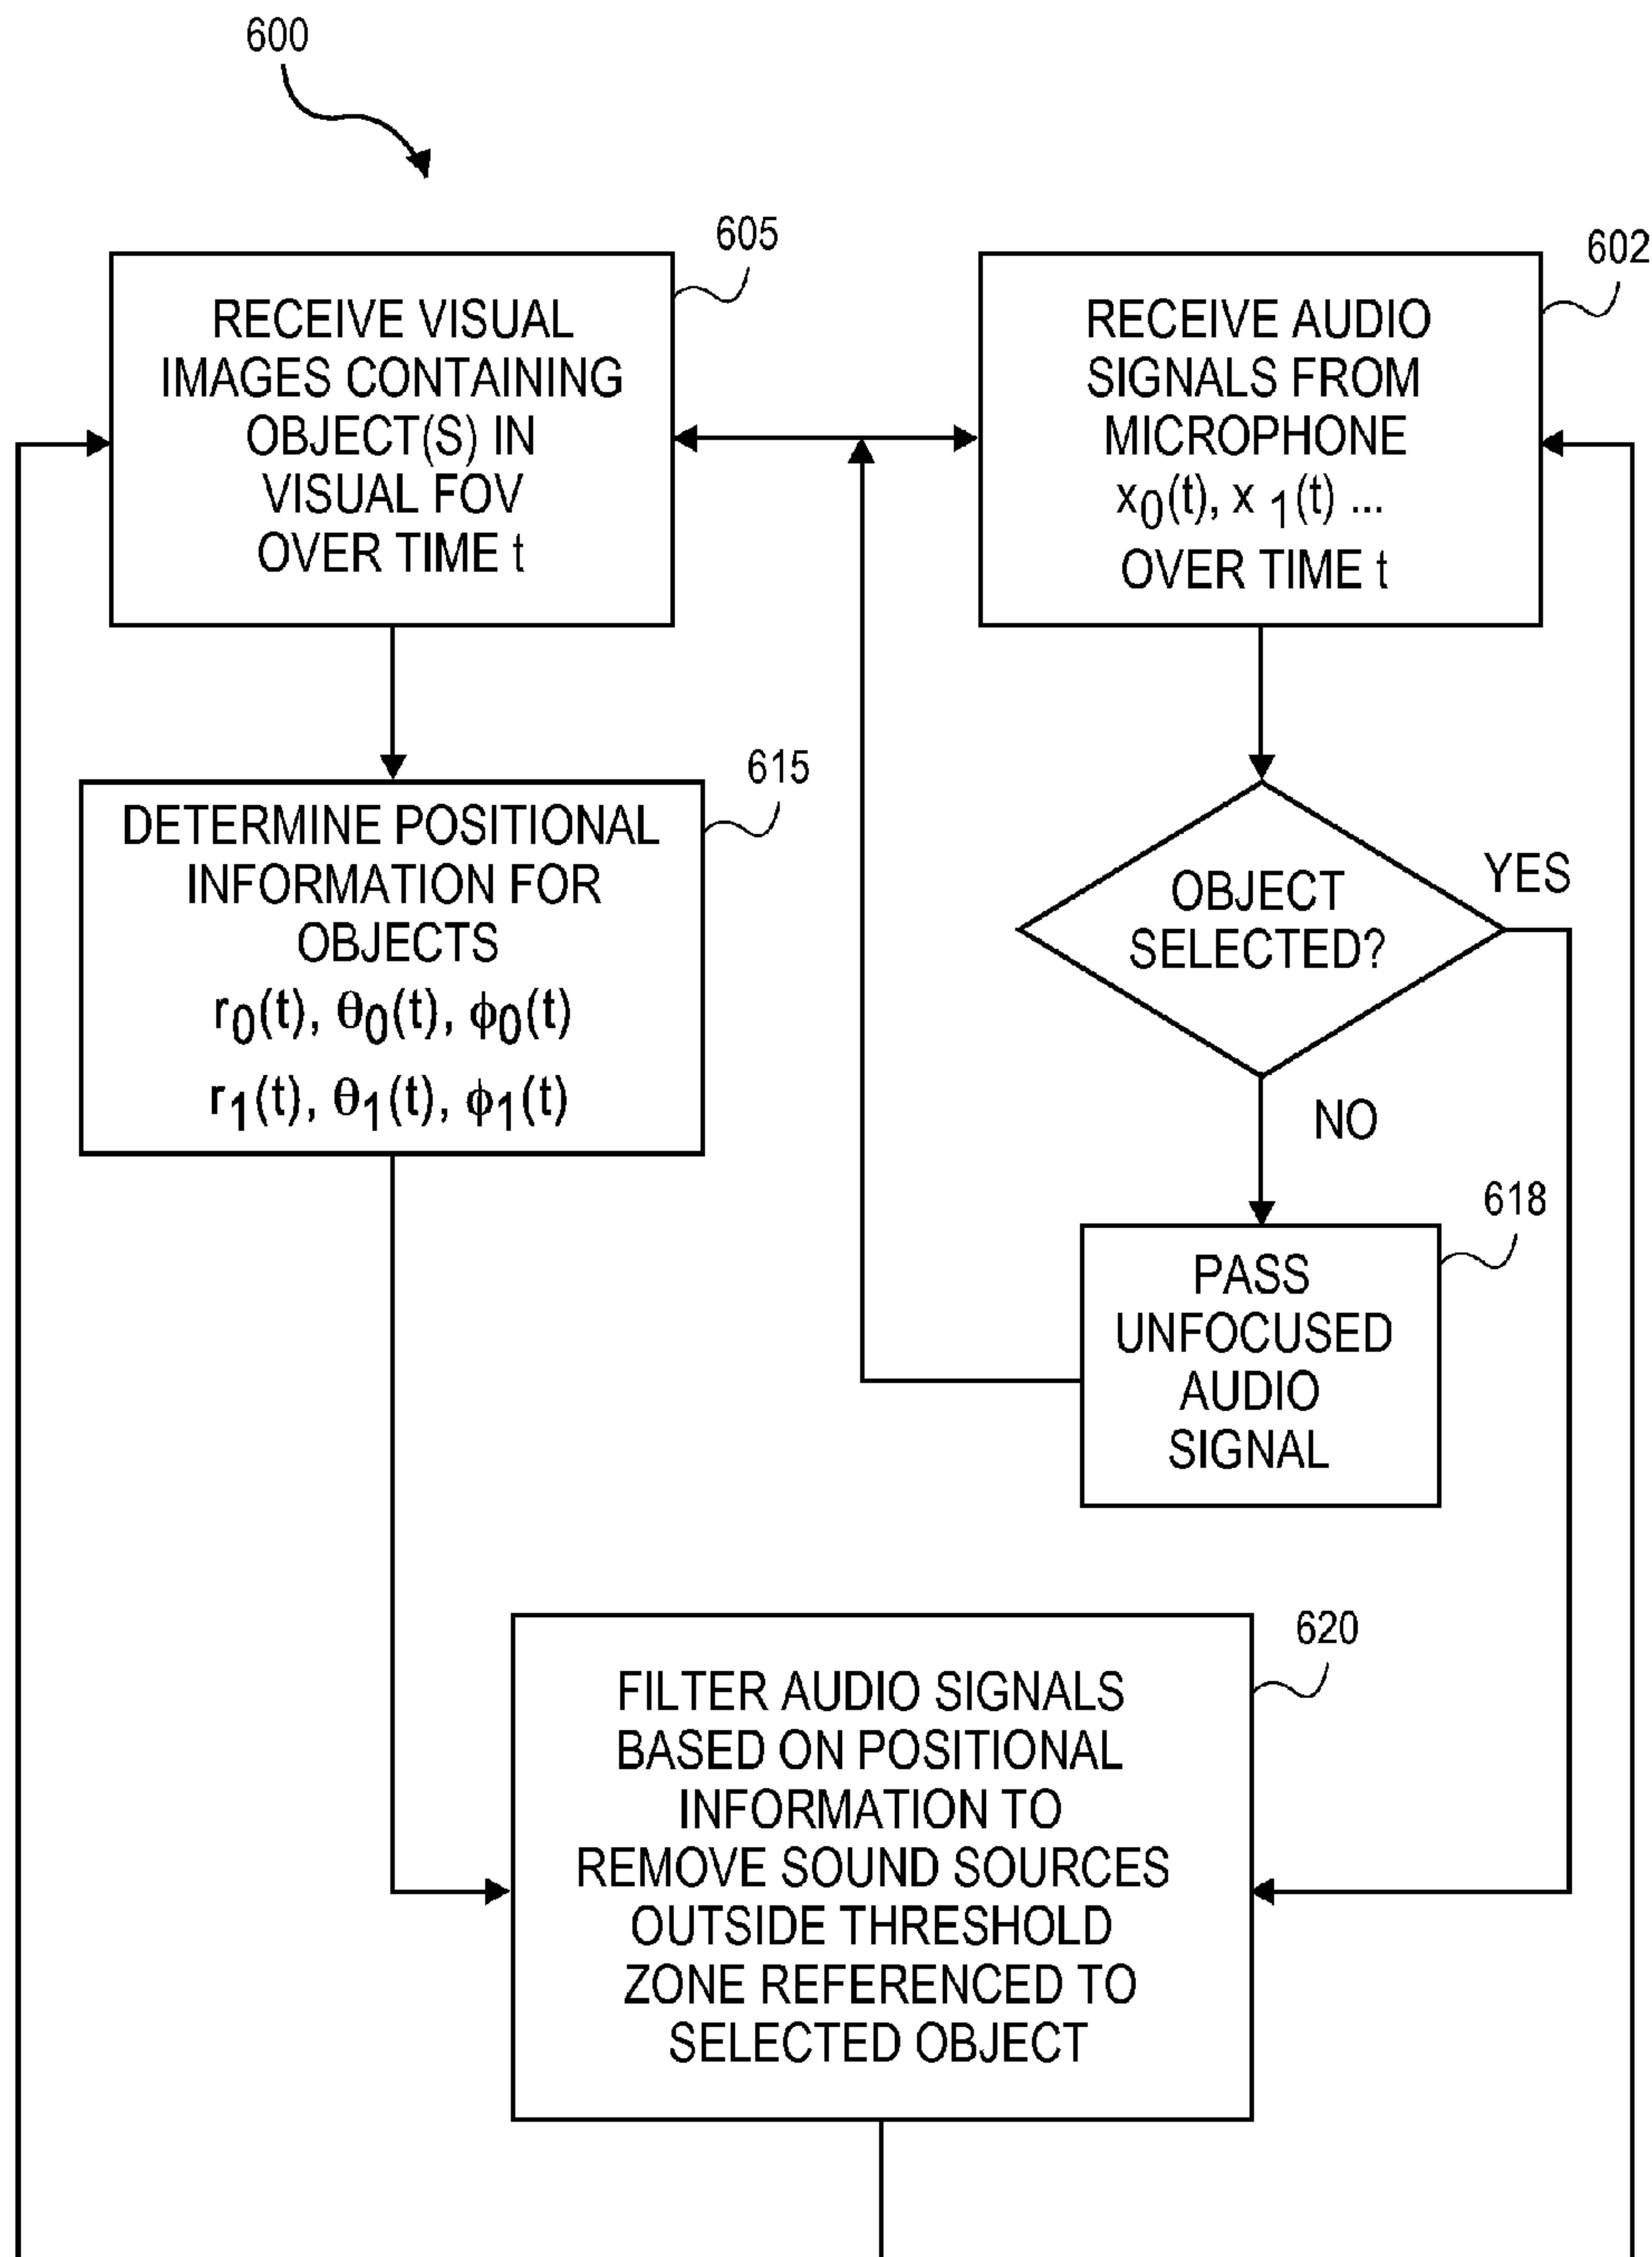 600
605
RECEIVE VISUAL
IMAGES CONTAINING
OBJECT(S) IN
VISUAL FOV
OVER TIME t
602
RECEIVE AUDIO
SIGNALS FROM
MICROPHONE
x0(t), x 1(t) ...
OVER TIME t
615
DETERMINE POSITIONAL
INFORMATION FOR
OBJECTS
r0(t), θ0(t), ϕ0(t)
r1(t), θ1(t), ϕ1(t)
OBJECT
SELECTED?
YES
NO
618
PASS
UNFOCUSED
AUDIO
SIGNAL
620
FILTER AUDIO SIGNALS
BASED ON POSITIONAL
INFORMATION TO
REMOVE SOUND SOURCES
OUTSIDE THRESHOLD
ZONE REFERENCED TO
SELECTED OBJECT